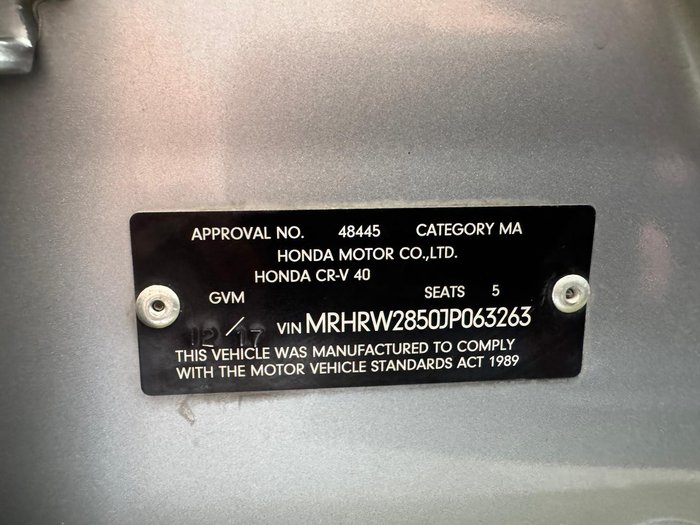 APPROVAL NO. 48445 CATEGORY MA
HONDA MOTOR CO.,LTD.
HONDA CR-V 40
GVM SEATS 5
12/17 VIN MRHRW2850JP063263
THIS VEHICLE WAS MANUFACTURED TO COMPLY
WITH THE MOTOR VEHICLE STANDARDS ACT 1989